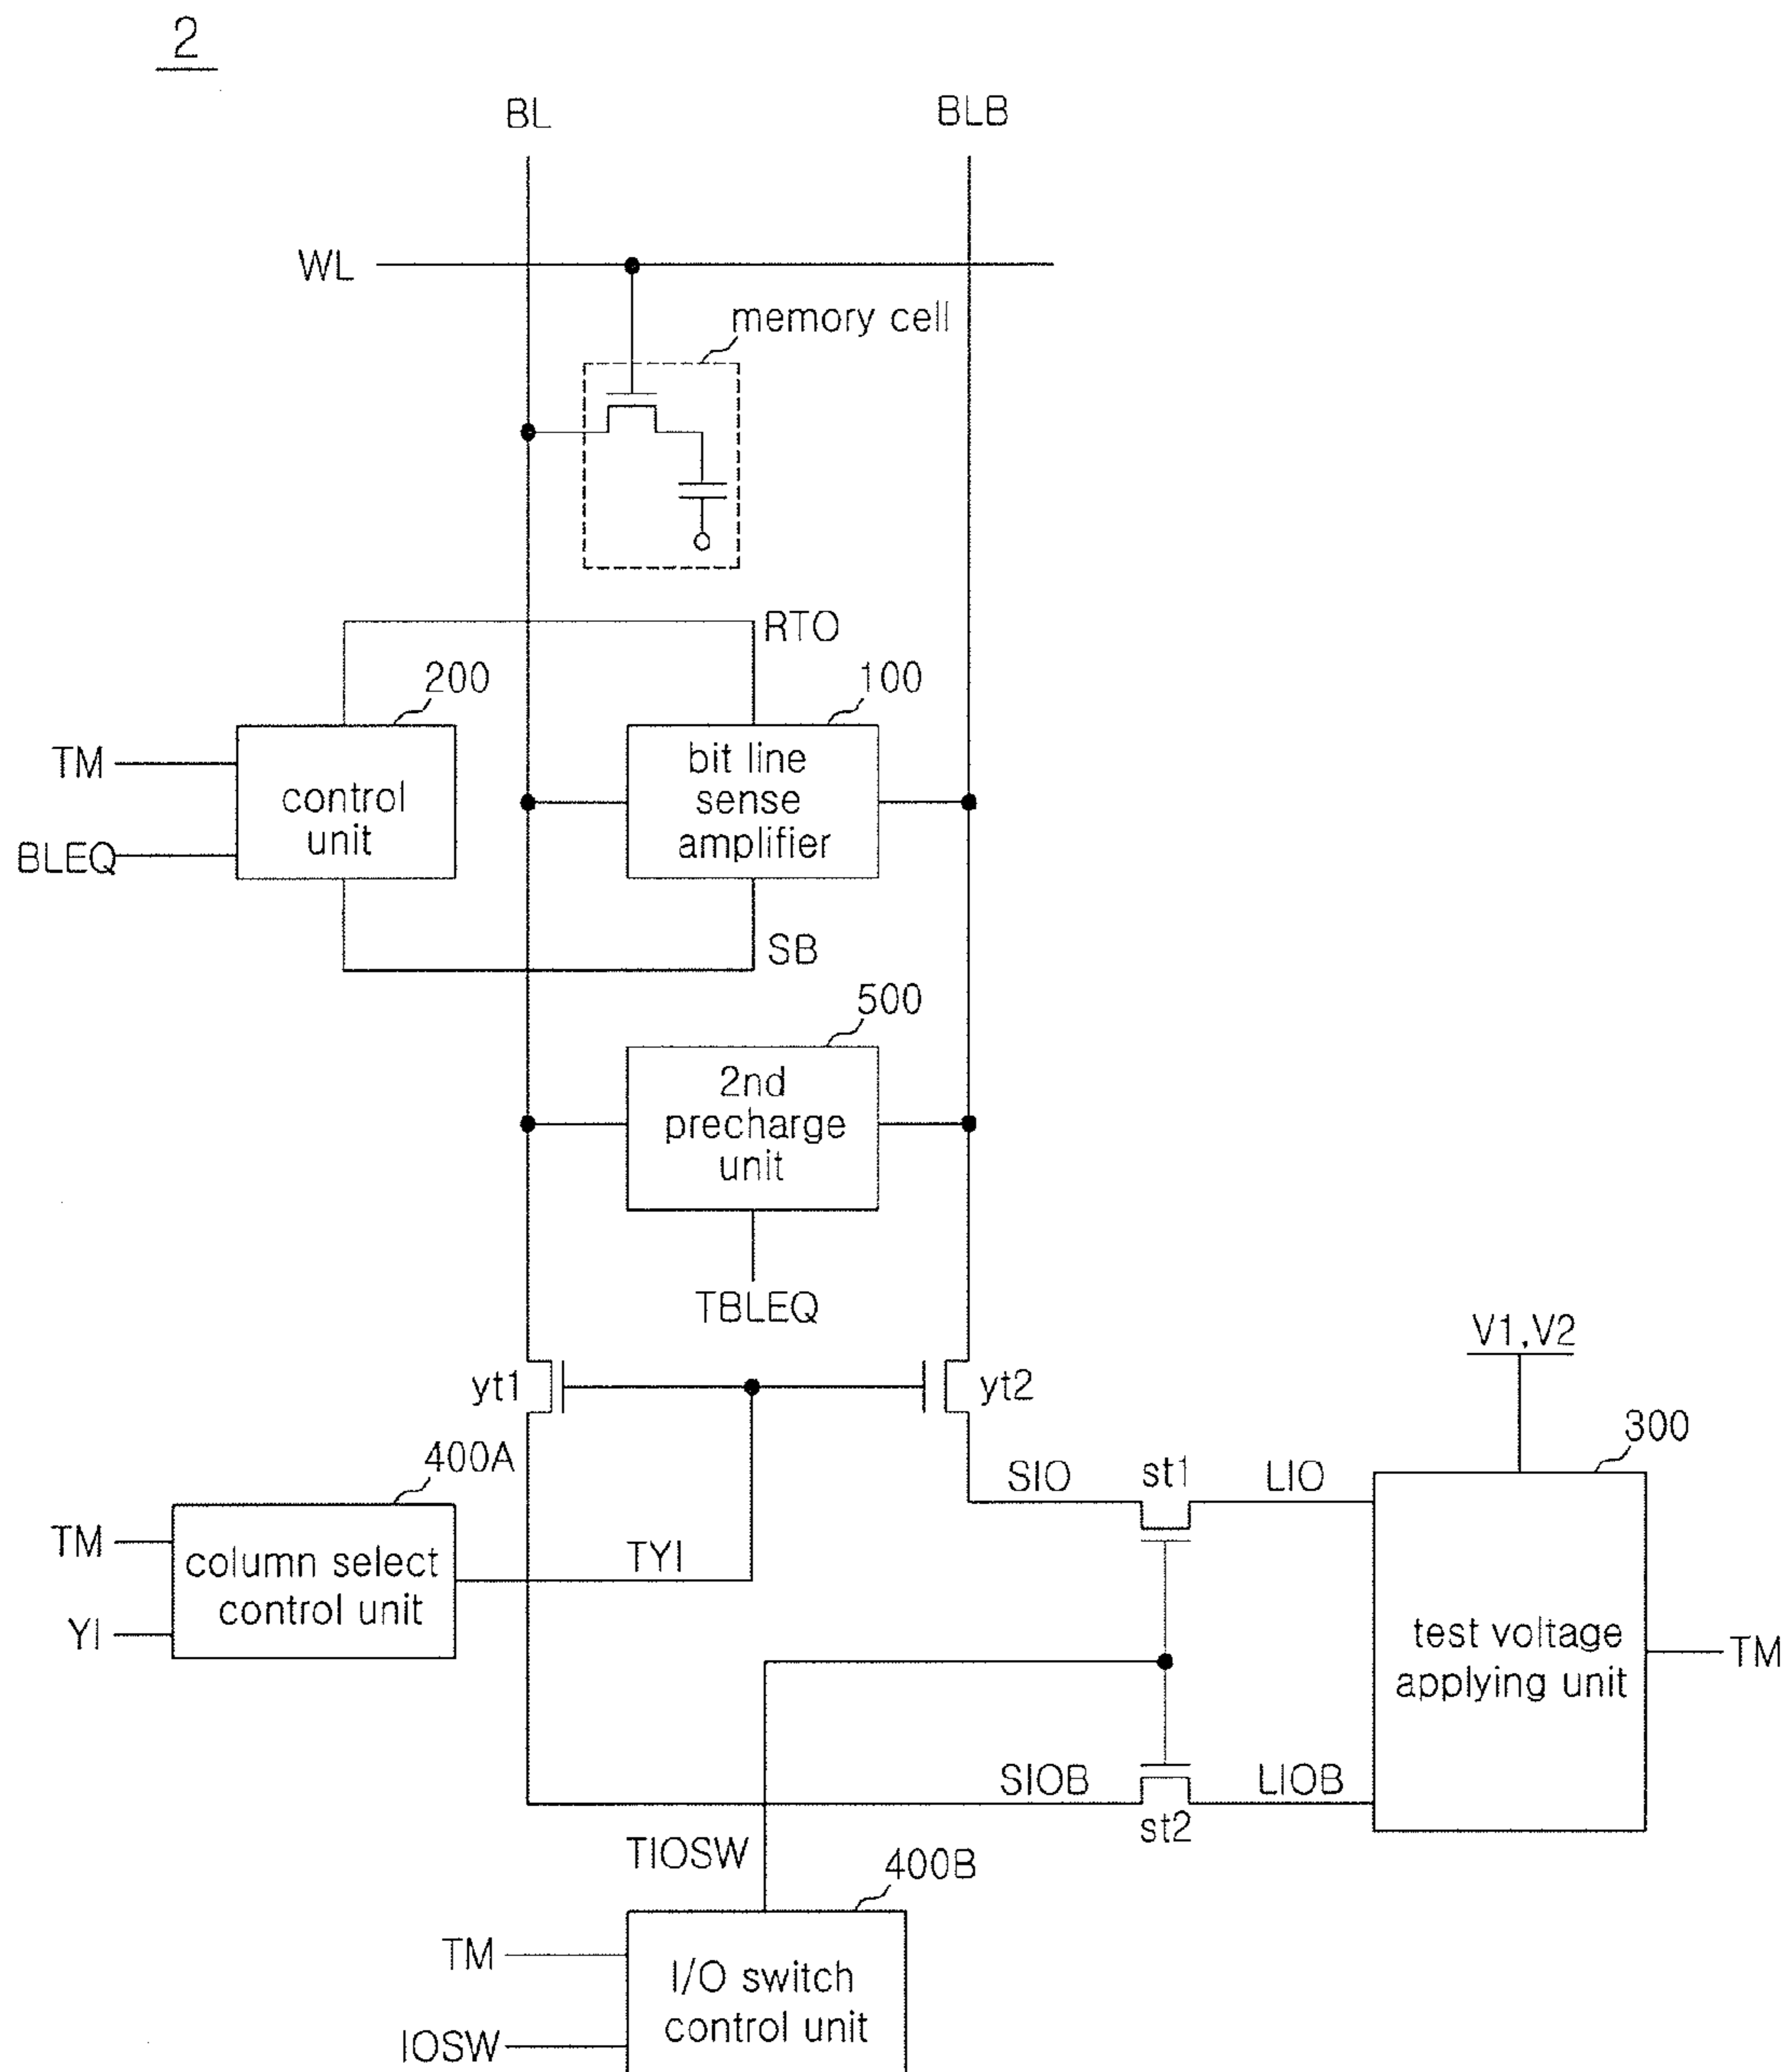 2
BL
BLB
WL
memory cell
RTO
200
100
TM
BLEQ
control
unit
bit line
sense
amplifier
SB
500
2nd
precharge
unit
TBLEQ
V1,V2
yt1
yt2
400A
300
SIO
st1
LIO
TM
YI
column select
control unit
TYI
test voltage
applying unit
TM
SIOB
LIOB
st2
TIOSW
400B
TM
IOSW
I/O switch
control unit